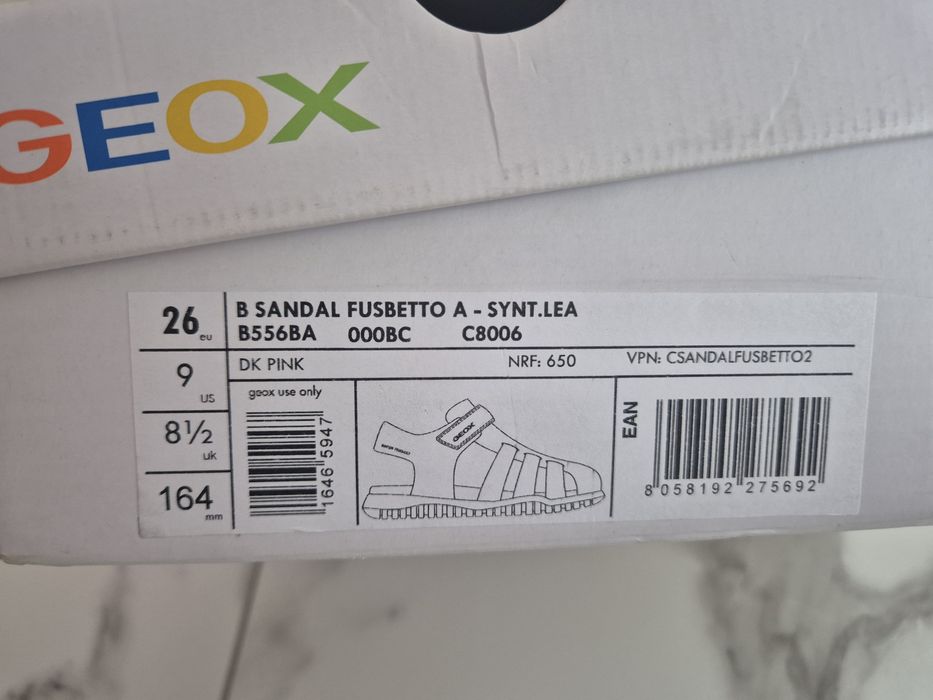 GEOX
26 eu
9 US
8½ uk
164 mm
B SANDAL FUSBETTO A - SYNT.LEA
B556BA 000BC C8006
DK PINK NRF: 650 VPN: CSANDALFUSBETTO2
geox use only
1646 5947
GEOX
EAN
8 058192 275692